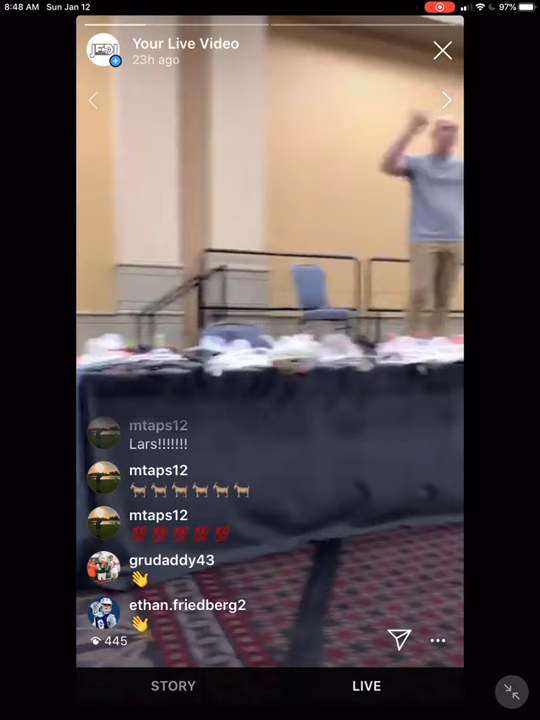 8:48 AM Sun Jan 12
97%
JEDI
Your Live Video
23h ago
mtaps12
Lars!!!!!!!
mtaps12
🐐🐐🐐🐐🐐🐐
mtaps12
💯💯💯💯💯
grudaddy43
👋
ethan.friedberg2
👋
445
STORY
LIVE